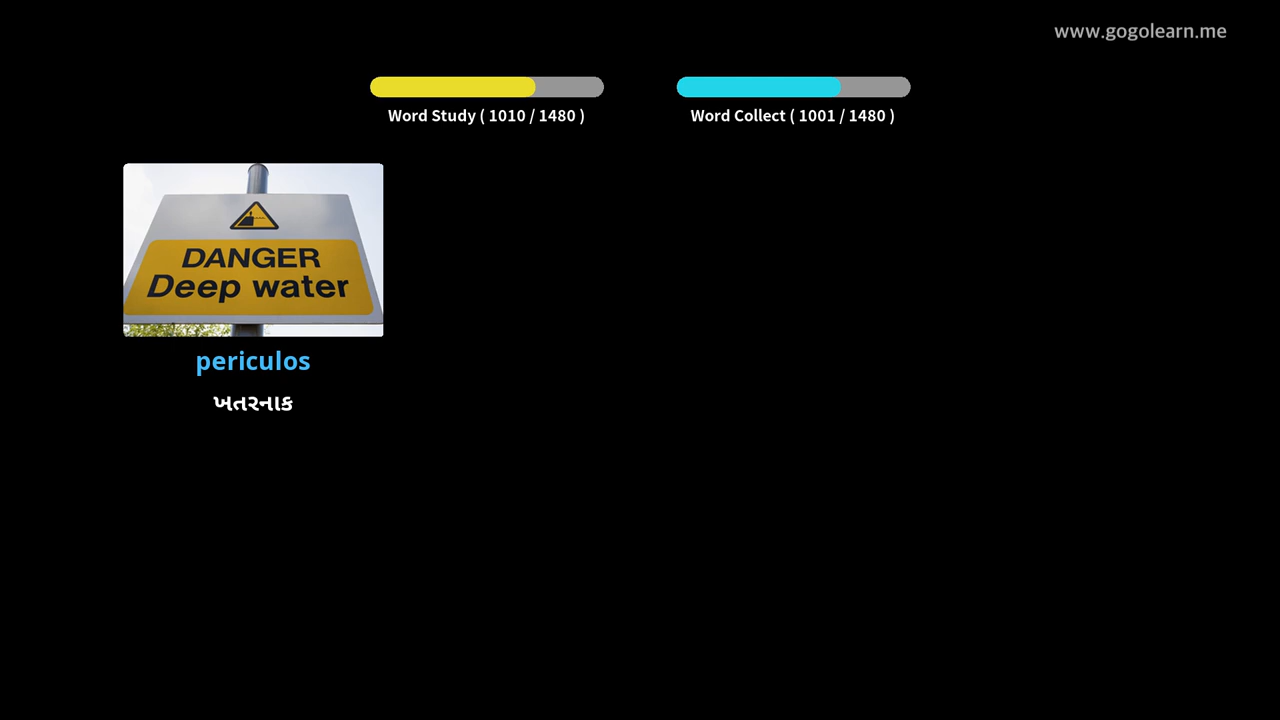 www.gogolearn.me
Word Study ( 1010 / 1480 )
Word Collect ( 1001 / 1480 )
DANGER
Deep water
periculos
ખતરનાક